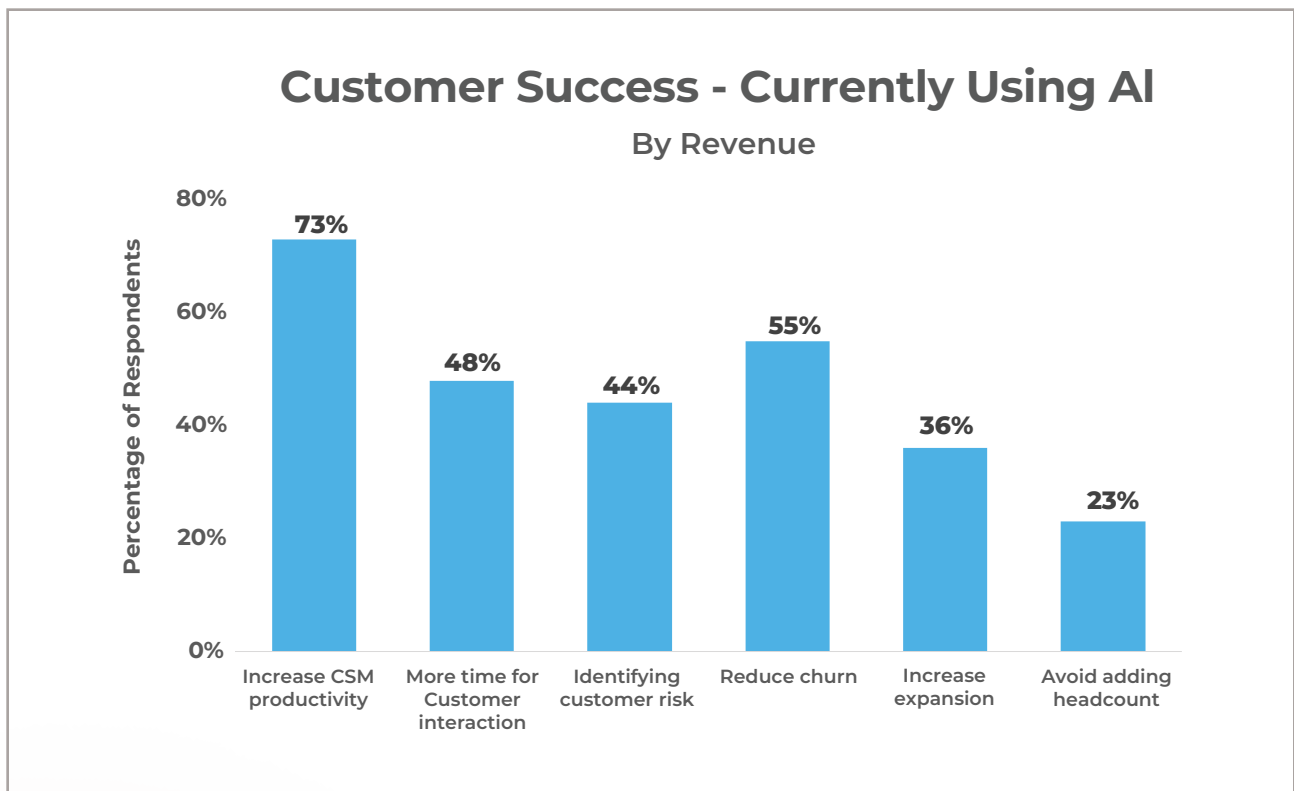 Customer Success - Currently Using AI
By Revenue
Percentage of Respondents
80%
60%
40%
20%
0%
73%
48%
44%
55%
36%
23%
Increase CSM
productivity
More time for
Customer
interaction
Identifying
customer risk
Reduce churn
Increase
expansion
Avoid adding
headcount